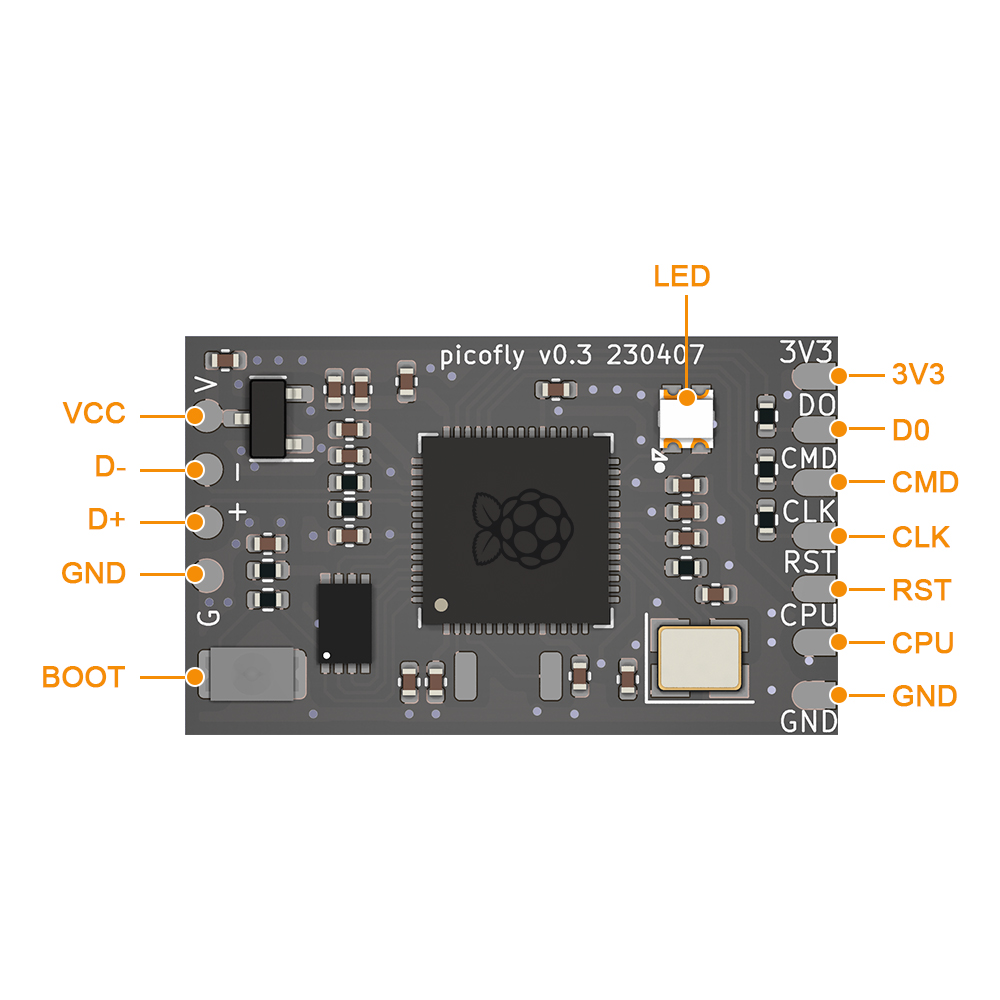 LED
picofly v0.3 230407
3V3
3V3
V
VCC
DO
D0
D-
-
CMD
CMD
D+
+
CLK
CLK
GND
RST
RST
G
CPU
CPU
BOOT
GND
GND